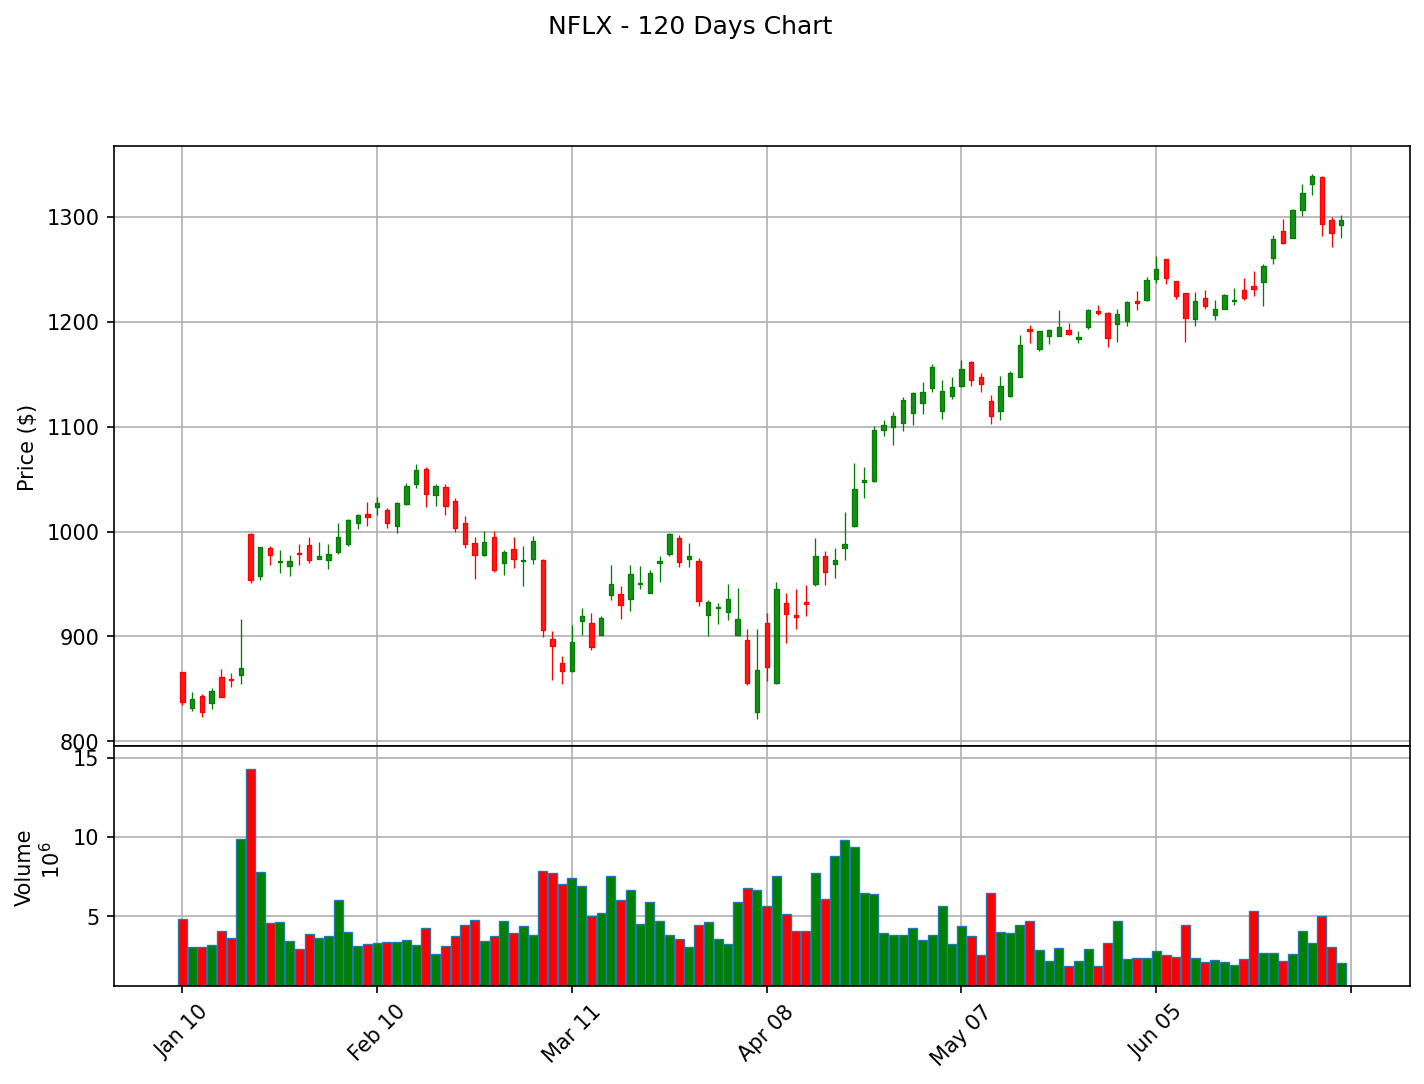 NFLX - 120 Days Chart
Price ($)
1300
1200
1100
1000
900
800
Volume
10^6
15
10
5
Jan 10
Feb 10
Mar 11
Apr 08
May 07
Jun 05